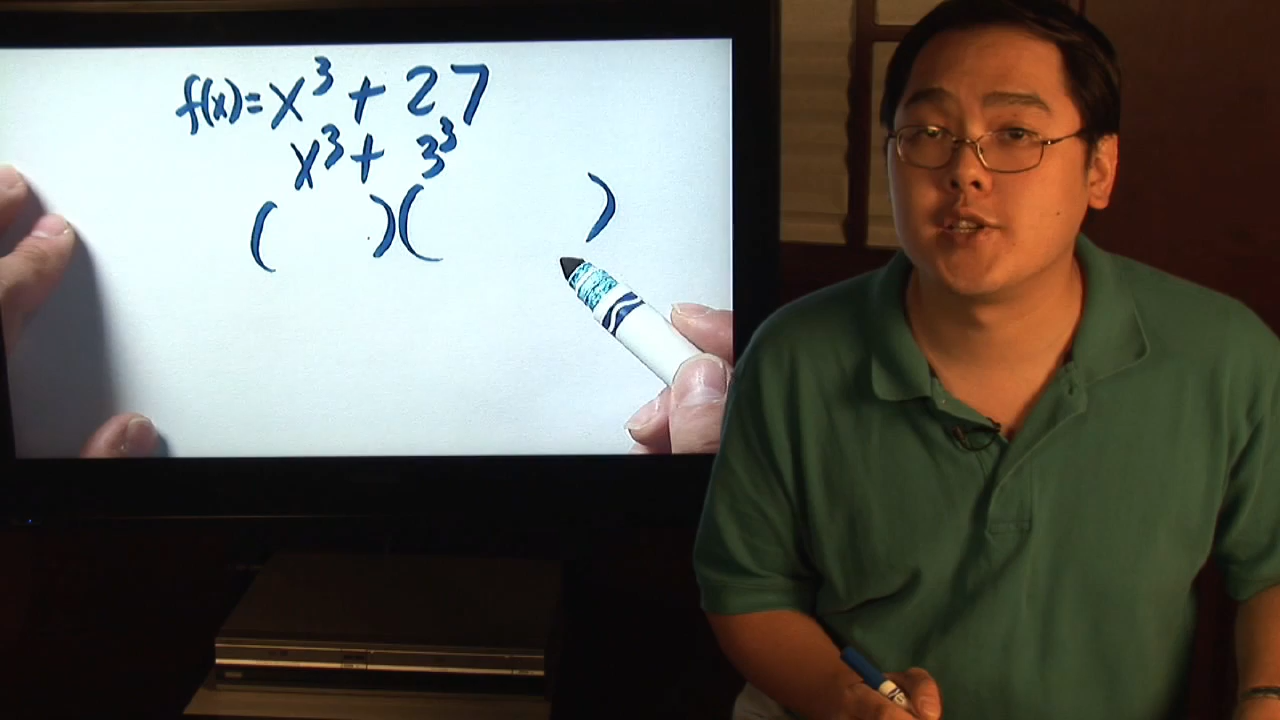 f(x) = x³ + 27
x³ + 3³
(      )(            )